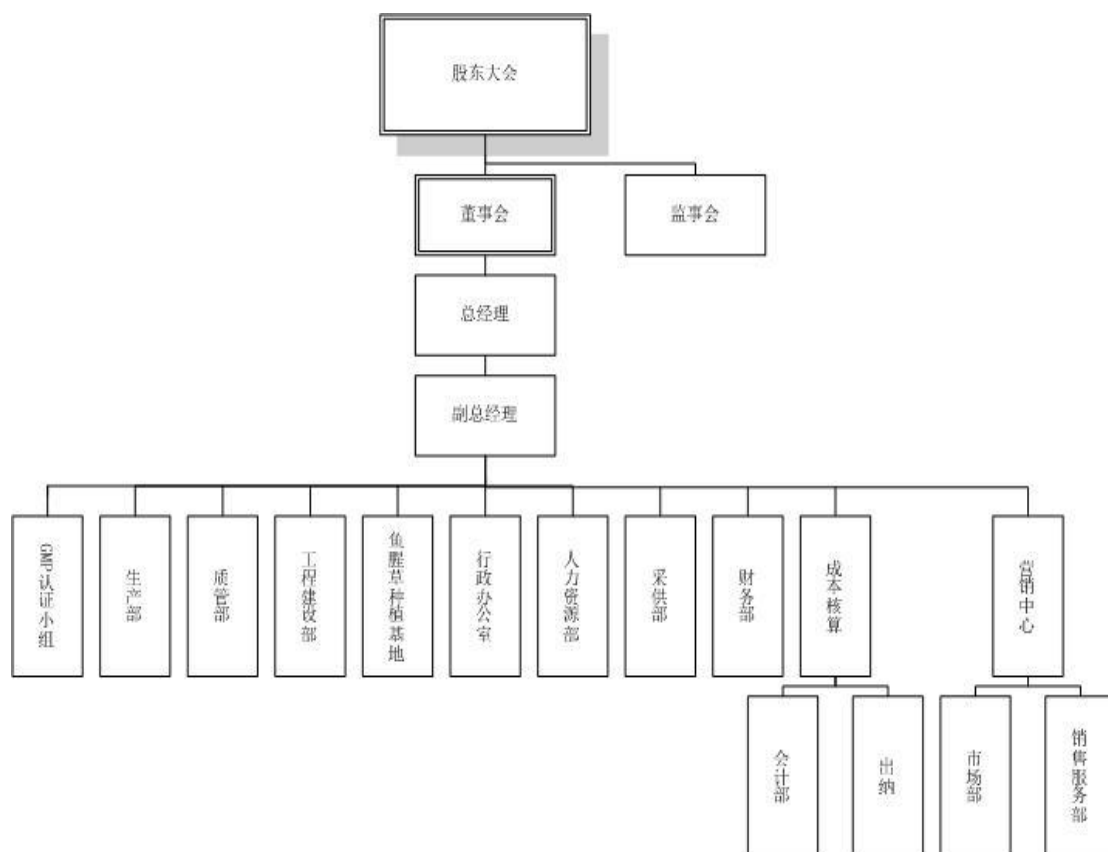 股东大会
董事会
监事会
总经理
副总经理
GMP认证小组
生产部
质管部
工程建设部
鱼腥草种植基地
行政办公室
人力资源部
采供部
财务部
成本核算
营销中心
会计部
出纳
市场部
销售服务部